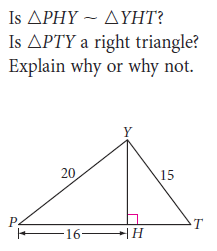 Is △PHY ~ △YHT?
Is △PTY a right triangle?
Explain why or why not.
Y
20
15
P
T
16
H